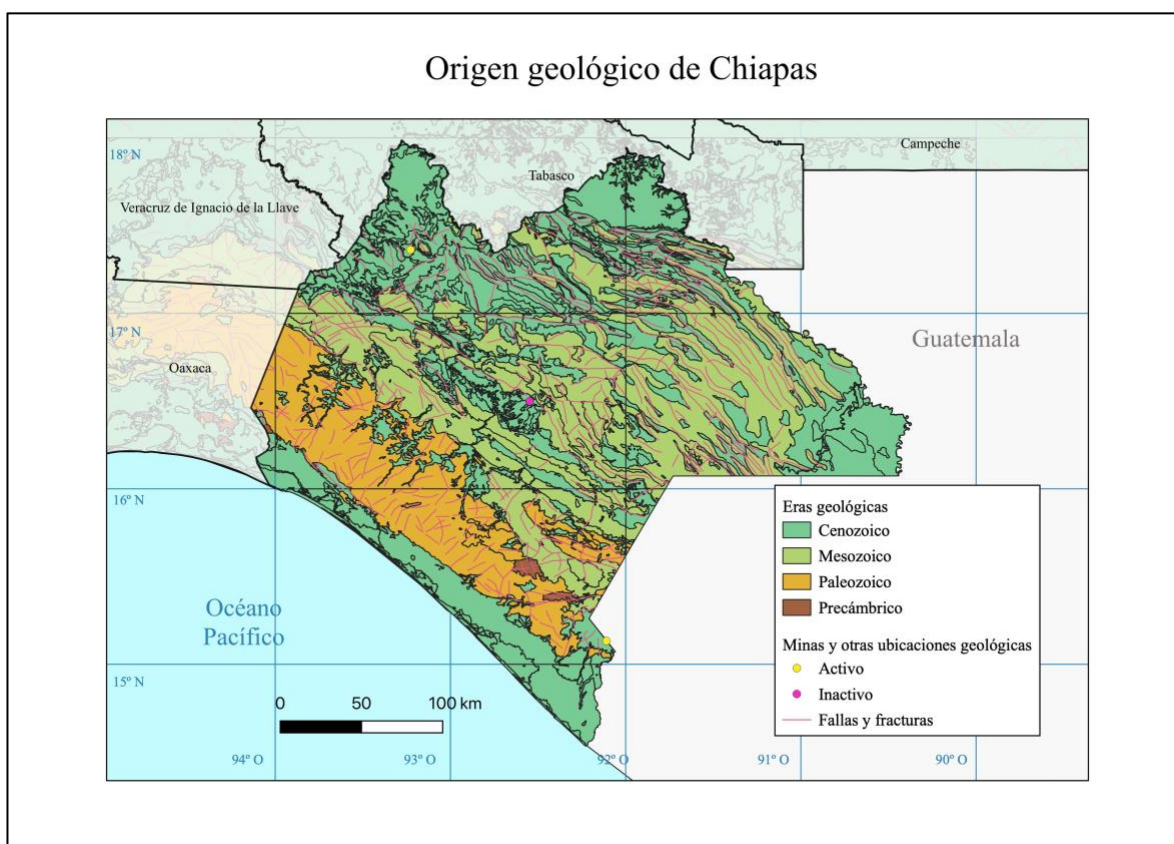 Origen geológico de Chiapas
18º N
Campeche
Tabasco
Veracruz de Ignacio de la Llave
17º N
Guatemala
Oaxaca
16º N
Eras geológicas
Cenozoico
Mesozoico
Paleozoico
Precámbrico
Océano
Pacífico
Minas y otras ubicaciones geológicas
Activo
Inactivo
Fallas y fracturas
15º N
0 50 100 km
94º O 93º O 92º O 91º O 90º O